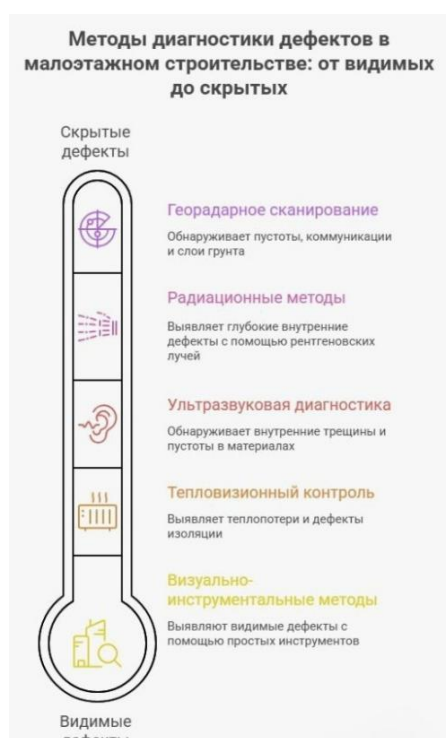 Методы диагностики дефектов в
малоэтажном строительстве: от видимых
до скрытых
Скрытые
дефекты
Георадарное сканирование
Обнаруживает пустоты, коммуникации
и слои грунта
Радиационные методы
Выявляет глубокие внутренние
дефекты с помощью рентгеновских
лучей
Ультразвуковая диагностика
Обнаруживает внутренние трещины и
пустоты в материалах
Тепловизионный контроль
Выявляет теплопотери и дефекты
изоляции
Визуально-
инструментальные методы
Выявляют видимые дефекты с
помощью простых инструментов
Видимые